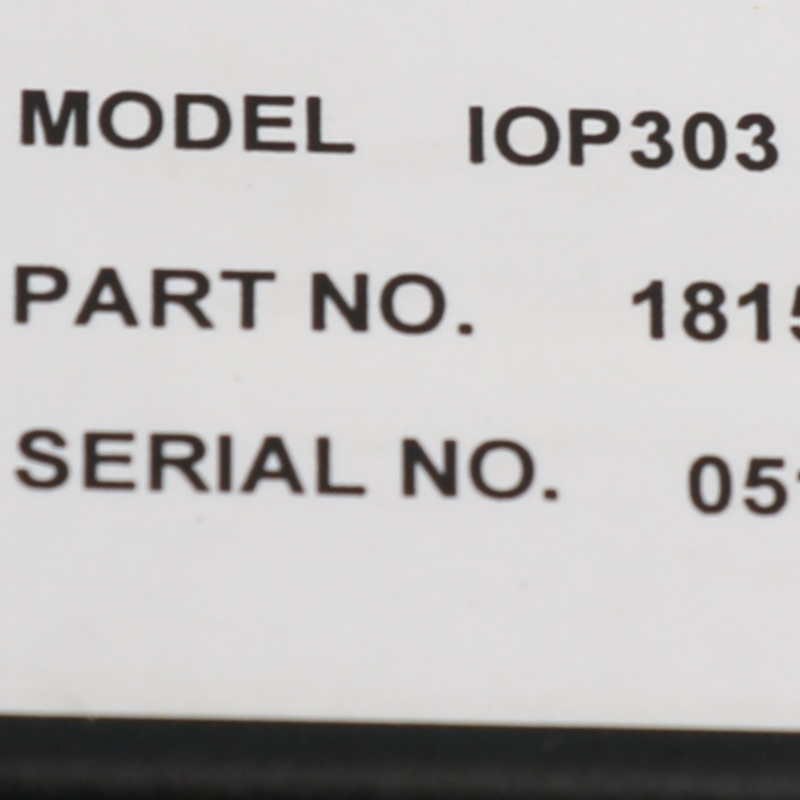 MODEL IOP303
PART NO. 1815
SERIAL NO. 05